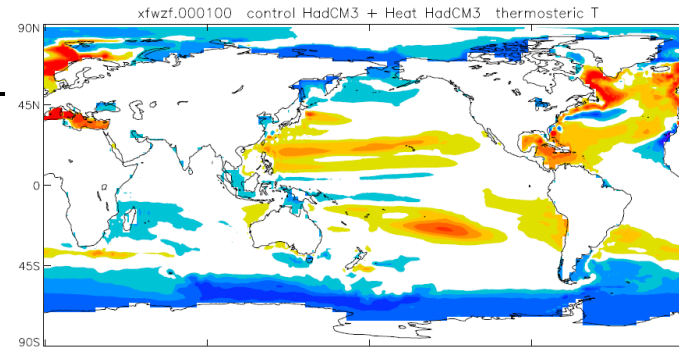 xfwzf.000100 control HadCM3 + Heat HadCM3 thermosteric T
90N
45N
0
45S
90S